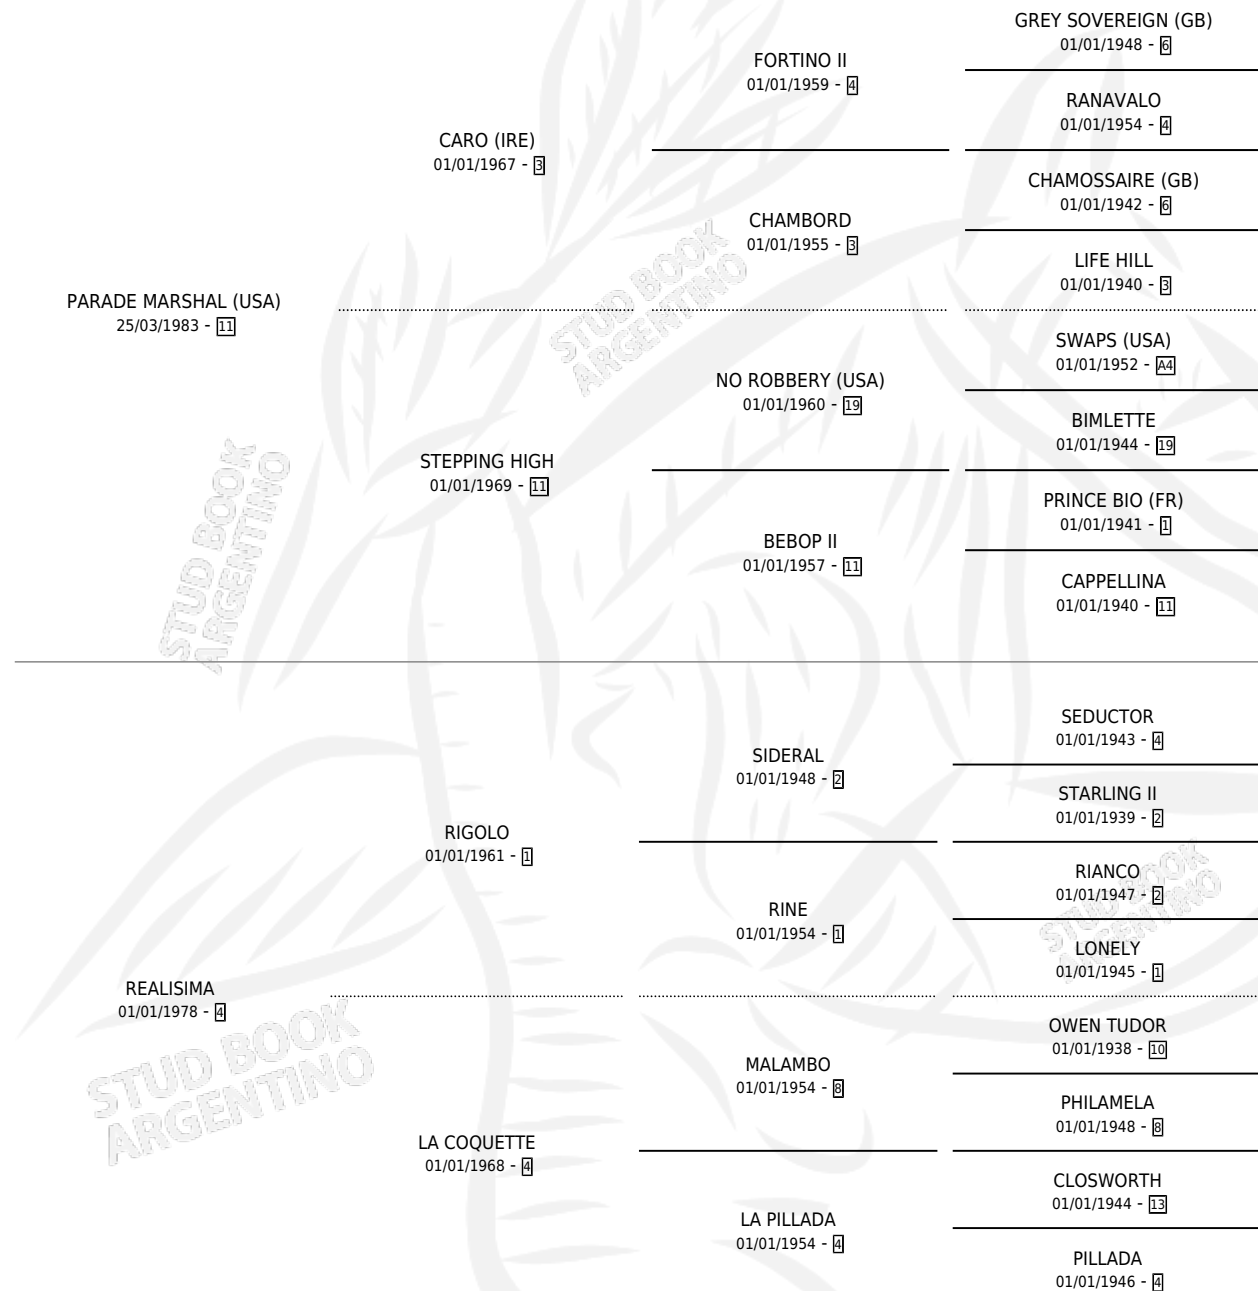 GREY SOVEREIGN (GB)
01/01/1948 - 6
FORTINO II
01/01/1959 - 4
RANAVALO
01/01/1954 - 4
CARO (IRE)
01/01/1967 - 3
CHAMOSSAIRE (GB)
01/01/1942 - 6
CHAMBORD
01/01/1955 - 3
LIFE HILL
01/01/1940 - 3
PARADE MARSHAL (USA)
25/03/1983 - 11
STUD BOOK
ARGENTINO
SWAPS (USA)
01/01/1952 - A4
NO ROBBERY (USA)
01/01/1960 - 19
BIMLETTE
01/01/1944 - 19
STEPPING HIGH
01/01/1969 - 11
PRINCE BIO (FR)
01/01/1941 - 1
BEBOP II
01/01/1957 - 11
CAPPELLINA
01/01/1940 - 11
STUD BOOK
ARGENTINO
SEDUCTOR
01/01/1943 - 4
SIDERAL
01/01/1948 - 2
STARLING II
01/01/1939 - 2
RIGOLO
01/01/1961 - 1
RIANCO
01/01/1947 - 2
RINE
01/01/1954 - 1
STUD BOOK
ARGENTINO
LONELY
01/01/1945 - 1
REALISIMA
01/01/1978 - 4
STUD BOOK
ARGENTINO
OWEN TUDOR
01/01/1938 - 10
MALAMBO
01/01/1954 - 8
PHILAMELA
01/01/1948 - 8
LA COQUETTE
01/01/1968 - 4
CLOSWORTH
01/01/1944 - 13
LA PILLADA
01/01/1954 - 4
PILLADA
01/01/1946 - 4